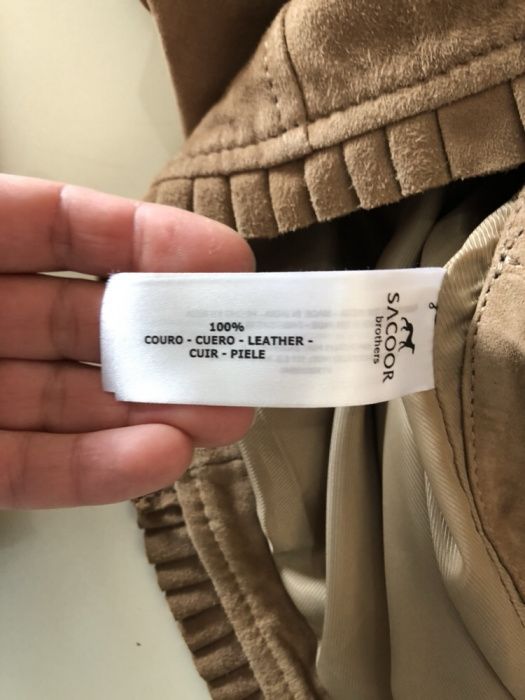 100%
COURO - CUERO - LEATHER -
CUIR - PIELE
SACOOR
brothers